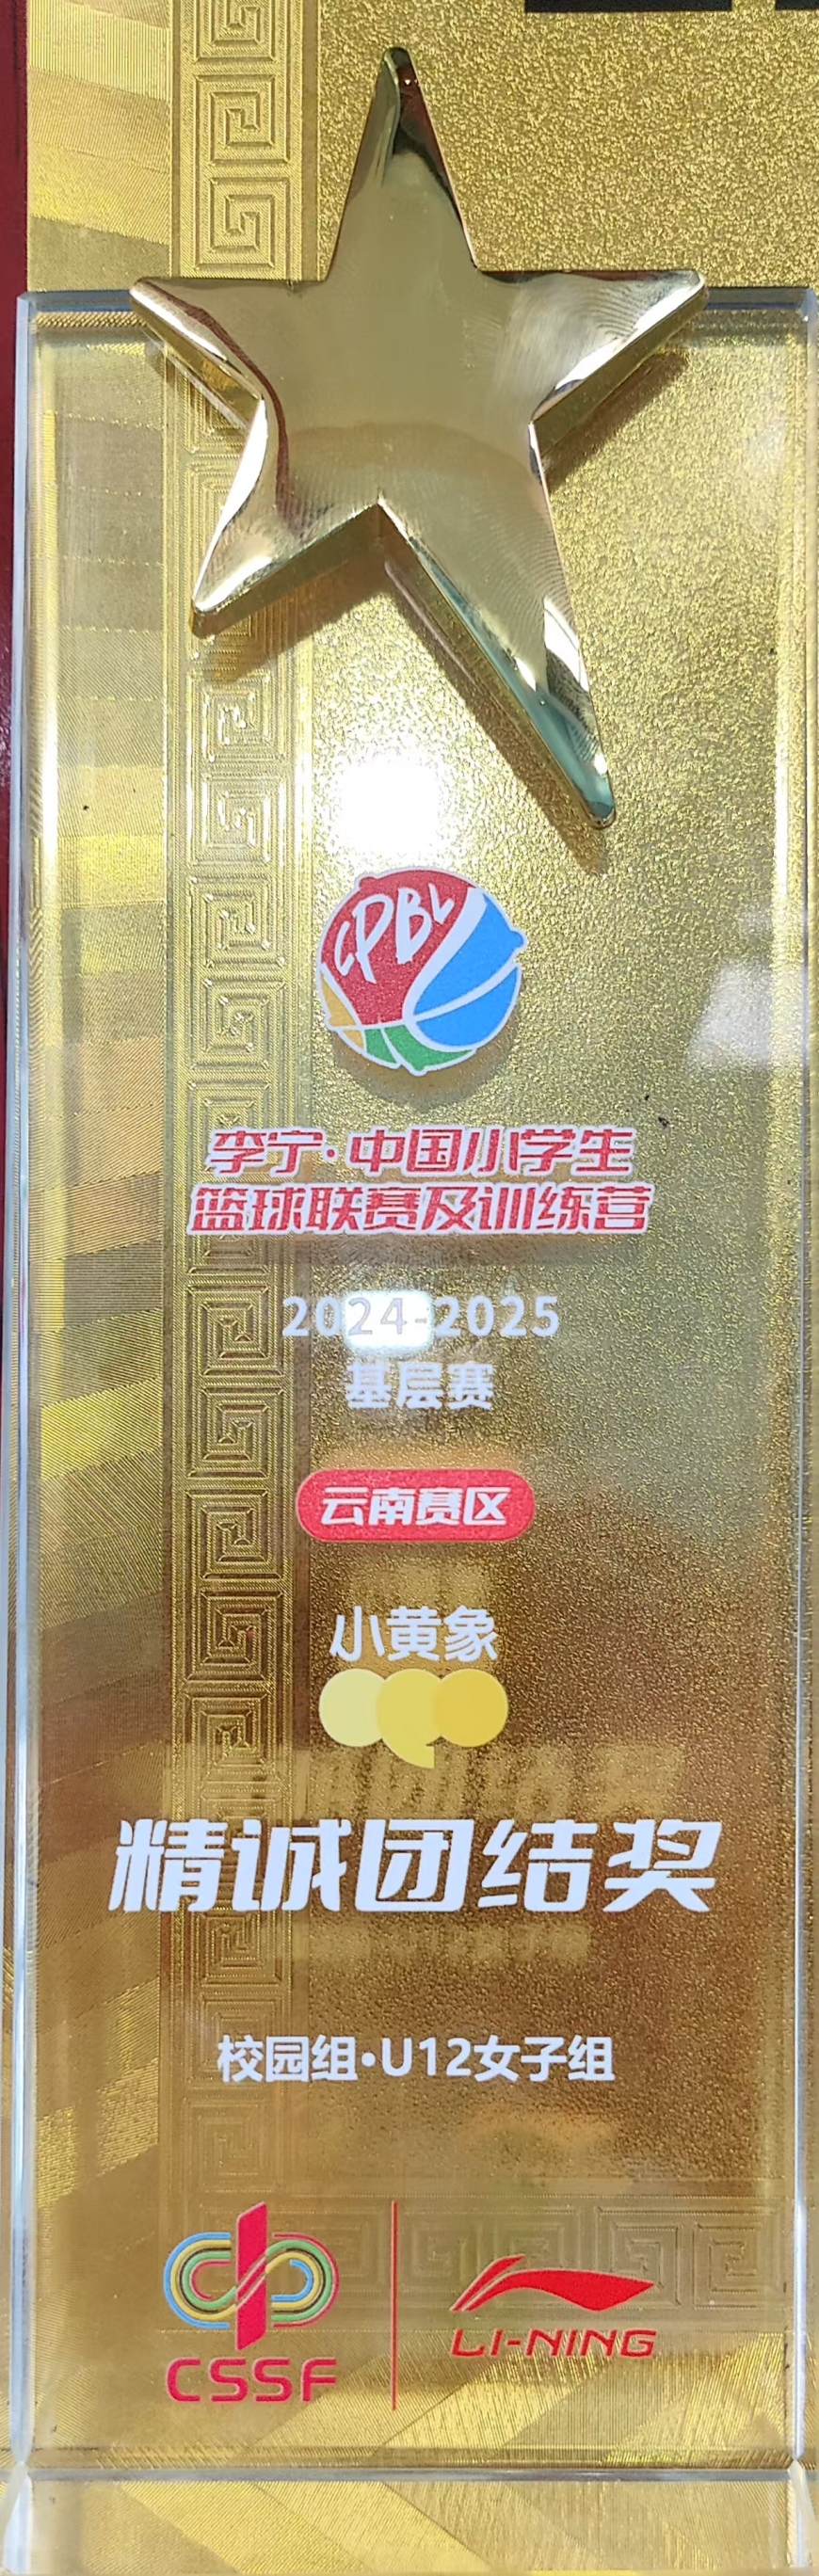 CPBL
李宁·中国小学生
篮球联赛及训练营
2024-2025
基层赛
云南赛区
小黄象
精诚团结奖
校园组·U12女子组
CSSF
LI-NING